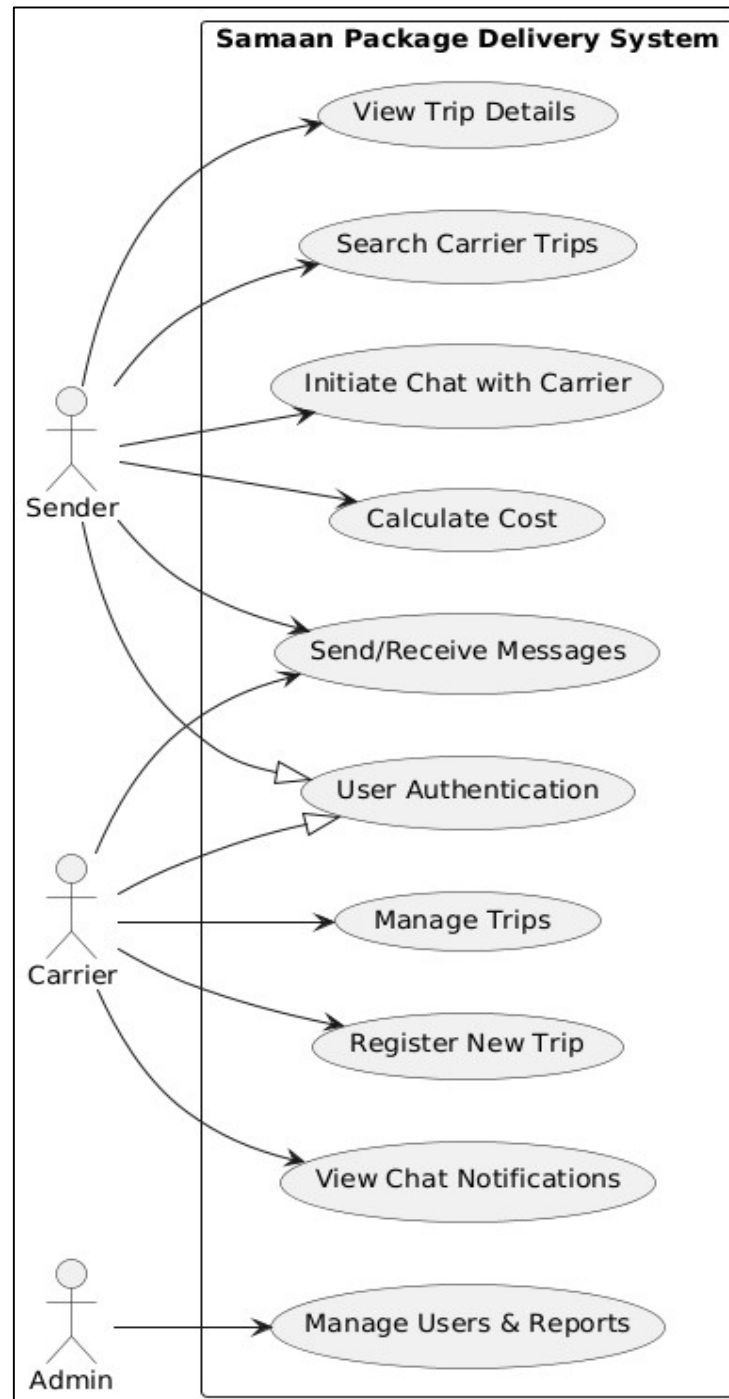 Samaan Package Delivery System
View Trip Details
Search Carrier Trips
Initiate Chat with Carrier
Sender
Calculate Cost
Send/Receive Messages
User Authentication
Manage Trips
Carrier
Register New Trip
View Chat Notifications
Manage Users & Reports
Admin